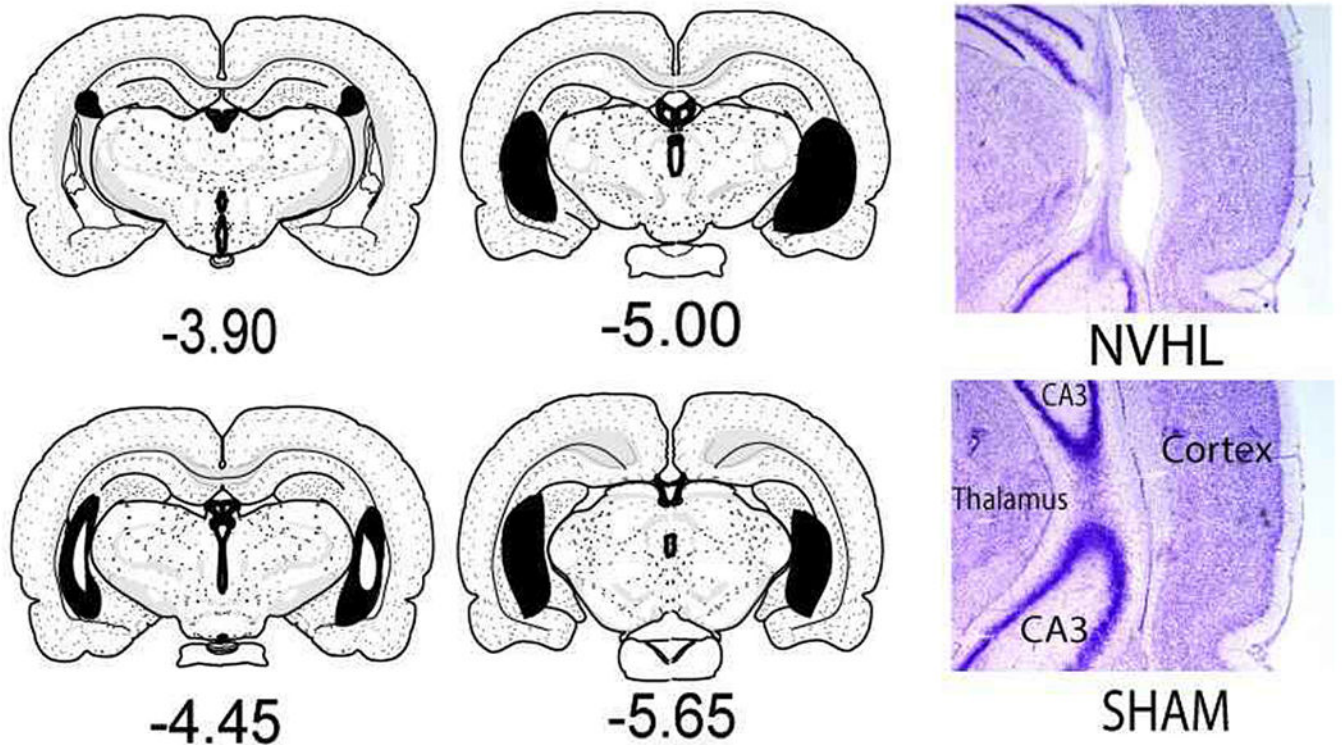 -3.90
-5.00
NVHL
-4.45
-5.65
CA3
Cortex
Thalamus
CA3
SHAM